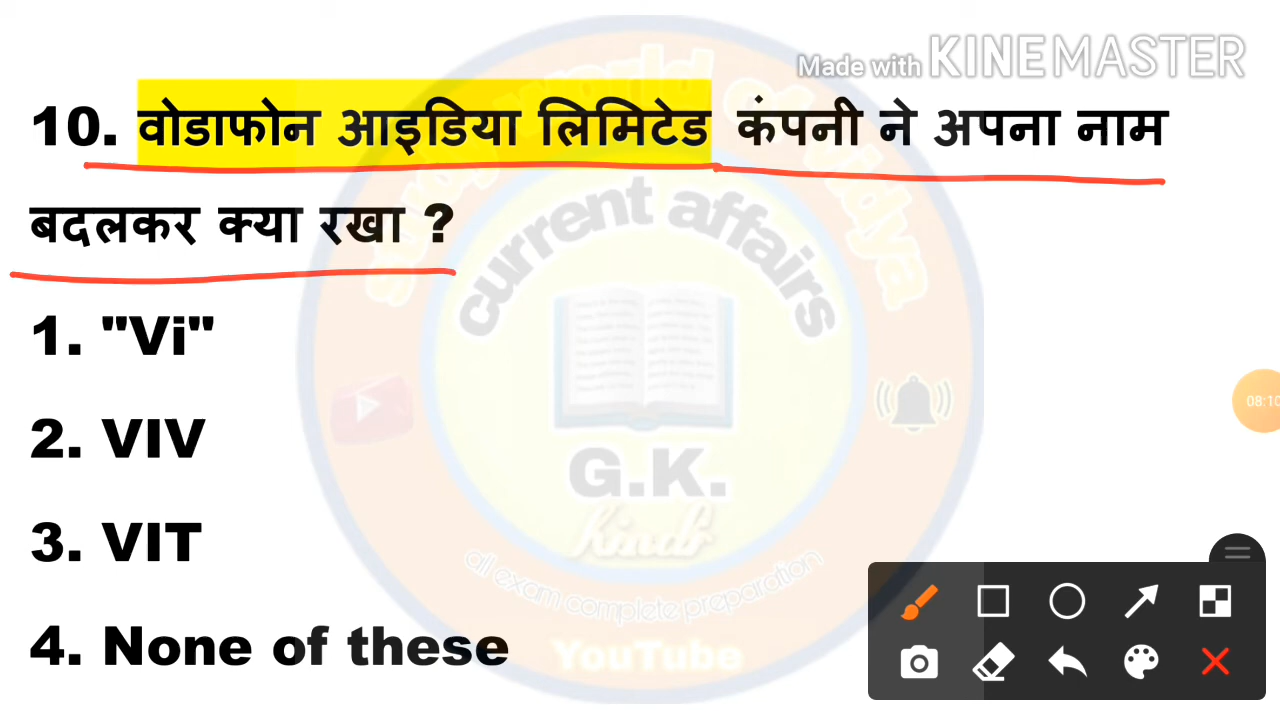 Made with KINEMASTER
10. वोडाफोन आइडिया लिमिटेड कंपनी ने अपना नाम
बदलकर क्या रखा ?
1. "Vi"
2. VIV
3. VIT
4. None of these
current affairs
G.K.
hindi
all exam complete preparation
YouTube
08:10